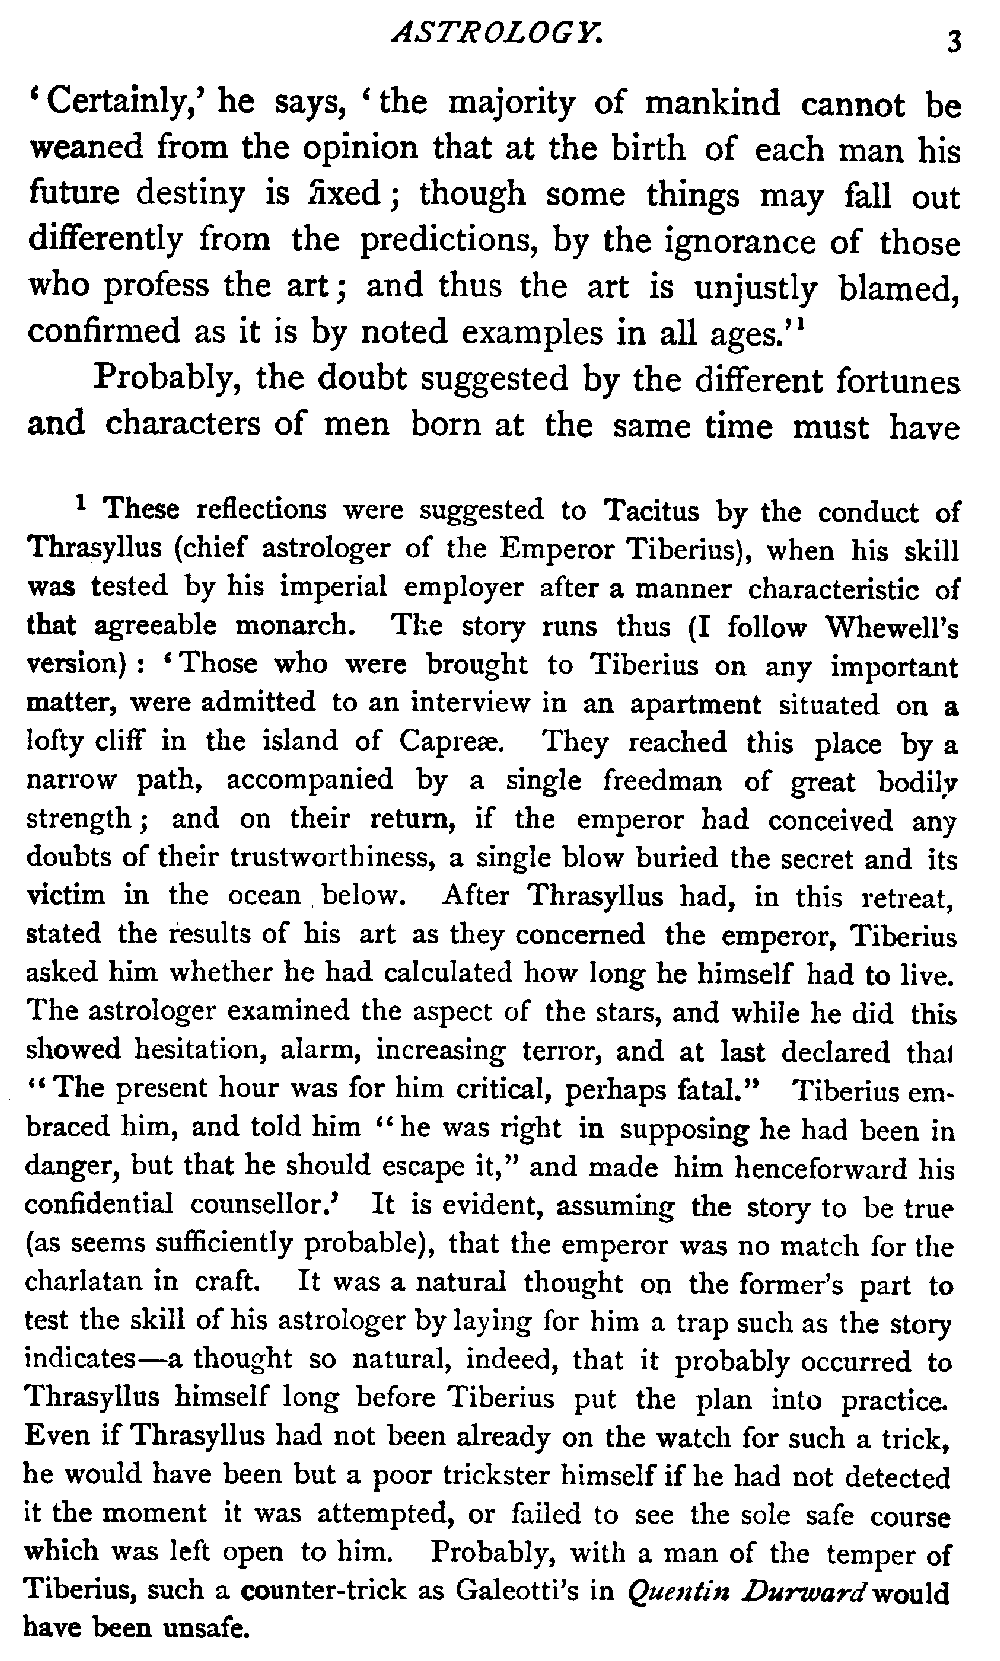 ASTROLOGY. 3
‘Certainly,’ he says, ‘the majority of mankind cannot be
weaned from the opinion that at the birth of each man his
future destiny is fixed; though some things may fall out
differently from the predictions, by the ignorance of those
who profess the art; and thus the art is unjustly blamed,
confirmed as it is by noted examples in all ages.’¹
Probably, the doubt suggested by the different fortunes
and characters of men born at the same time must have
¹ These reflections were suggested to Tacitus by the conduct of
Thrasyllus (chief astrologer of the Emperor Tiberius), when his skill
was tested by his imperial employer after a manner characteristic of
that agreeable monarch. The story runs thus (I follow Whewell’s
version): ‘Those who were brought to Tiberius on any important
matter, were admitted to an interview in an apartment situated on a
lofty cliff in the island of Capreæ. They reached this place by a
narrow path, accompanied by a single freedman of great bodily
strength; and on their return, if the emperor had conceived any
doubts of their trustworthiness, a single blow buried the secret and its
victim in the ocean below. After Thrasyllus had, in this retreat,
stated the results of his art as they concerned the emperor, Tiberius
asked him whether he had calculated how long he himself had to live.
The astrologer examined the aspect of the stars, and while he did this
showed hesitation, alarm, increasing terror, and at last declared that
“The present hour was for him critical, perhaps fatal.” Tiberius em-
braced him, and told him “he was right in supposing he had been in
danger, but that he should escape it,” and made him henceforward his
confidential counsellor.’ It is evident, assuming the story to be true
(as seems sufficiently probable), that the emperor was no match for the
charlatan in craft. It was a natural thought on the former’s part to
test the skill of his astrologer by laying for him a trap such as the story
indicates—a thought so natural, indeed, that it probably occurred to
Thrasyllus himself long before Tiberius put the plan into practice.
Even if Thrasyllus had not been already on the watch for such a trick,
he would have been but a poor trickster himself if he had not detected
it the moment it was attempted, or failed to see the sole safe course
which was left open to him. Probably, with a man of the temper of
Tiberius, such a counter-trick as Galeotti’s in Quentin Durward would
have been unsafe.